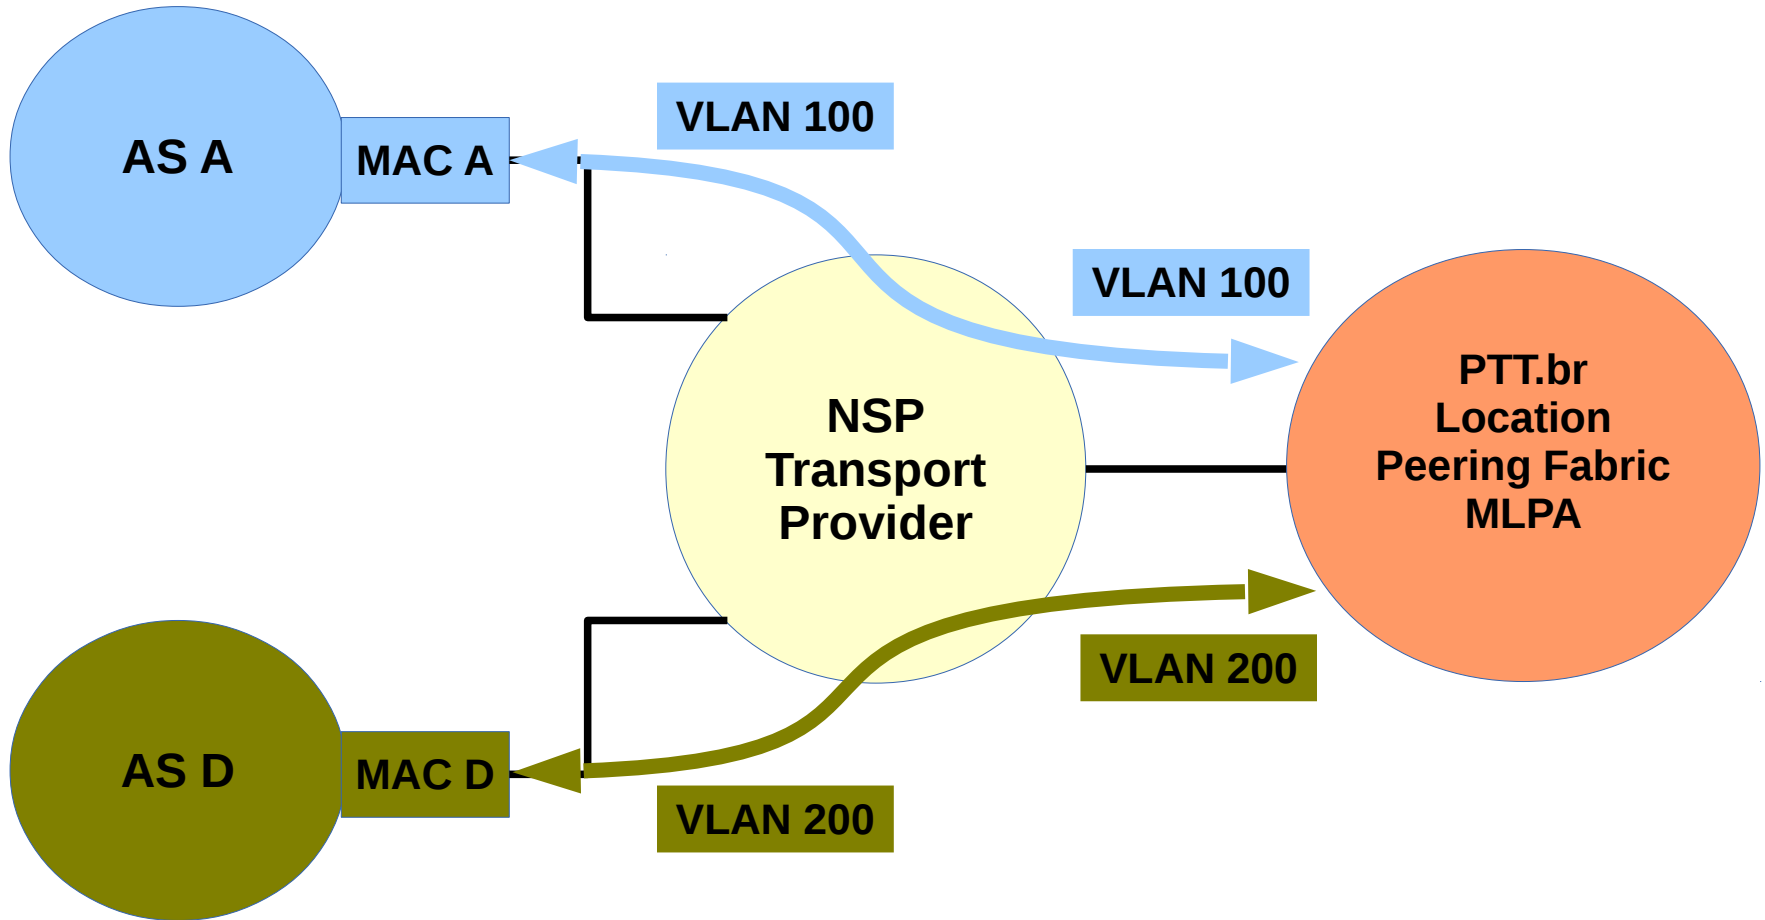 AS A
MAC A
VLAN 100
VLAN 100
NSP
Transport
Provider
PTT.br
Location
Peering Fabric
MLPA
AS D
MAC D
VLAN 200
VLAN 200